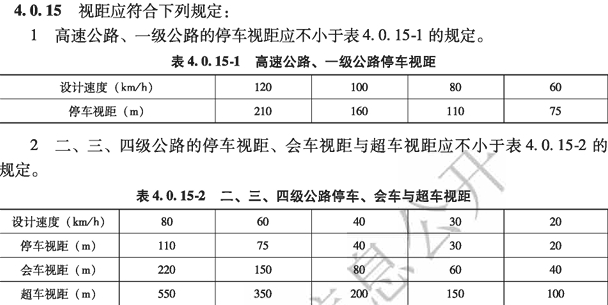 4.0.15 视距应符合下列规定：
1 高速公路、一级公路的停车视距应不小于表4.0.15-1 的规定。
表 4.0.15-1 高速公路、一级公路停车视距
设计速度（km/h） 120 100 80 60
停车视距（m） 210 160 110 75
2 二、三、四级公路的停车视距、会车视距与超车视距应不小于表4.0.15-2 的
规定。
表 4.0.15-2 二、三、四级公路停车、会车与超车视距
设计速度（km/h） 80 60 40 30 20
停车视距（m） 110 75 40 30 20
会车视距（m） 220 150 80 60 40
超车视距（m） 550 350 200 150 100
信息公开